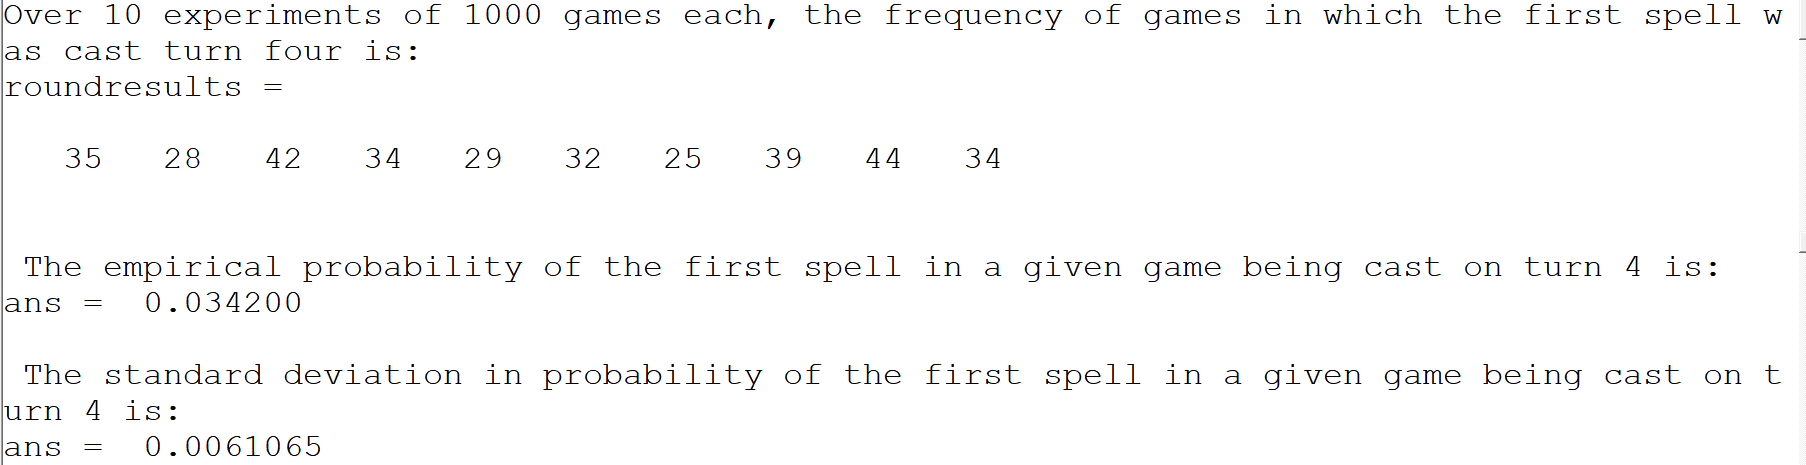 Over 10 experiments of 1000 games each, the frequency of games in which the first spell w
as cast turn four is:
roundresults =
35 28 42 34 29 32 25 39 44 34
The empirical probability of the first spell in a given game being cast on turn 4 is:
ans = 0.034200
The standard deviation in probability of the first spell in a given game being cast on t
urn 4 is:
ans = 0.0061065